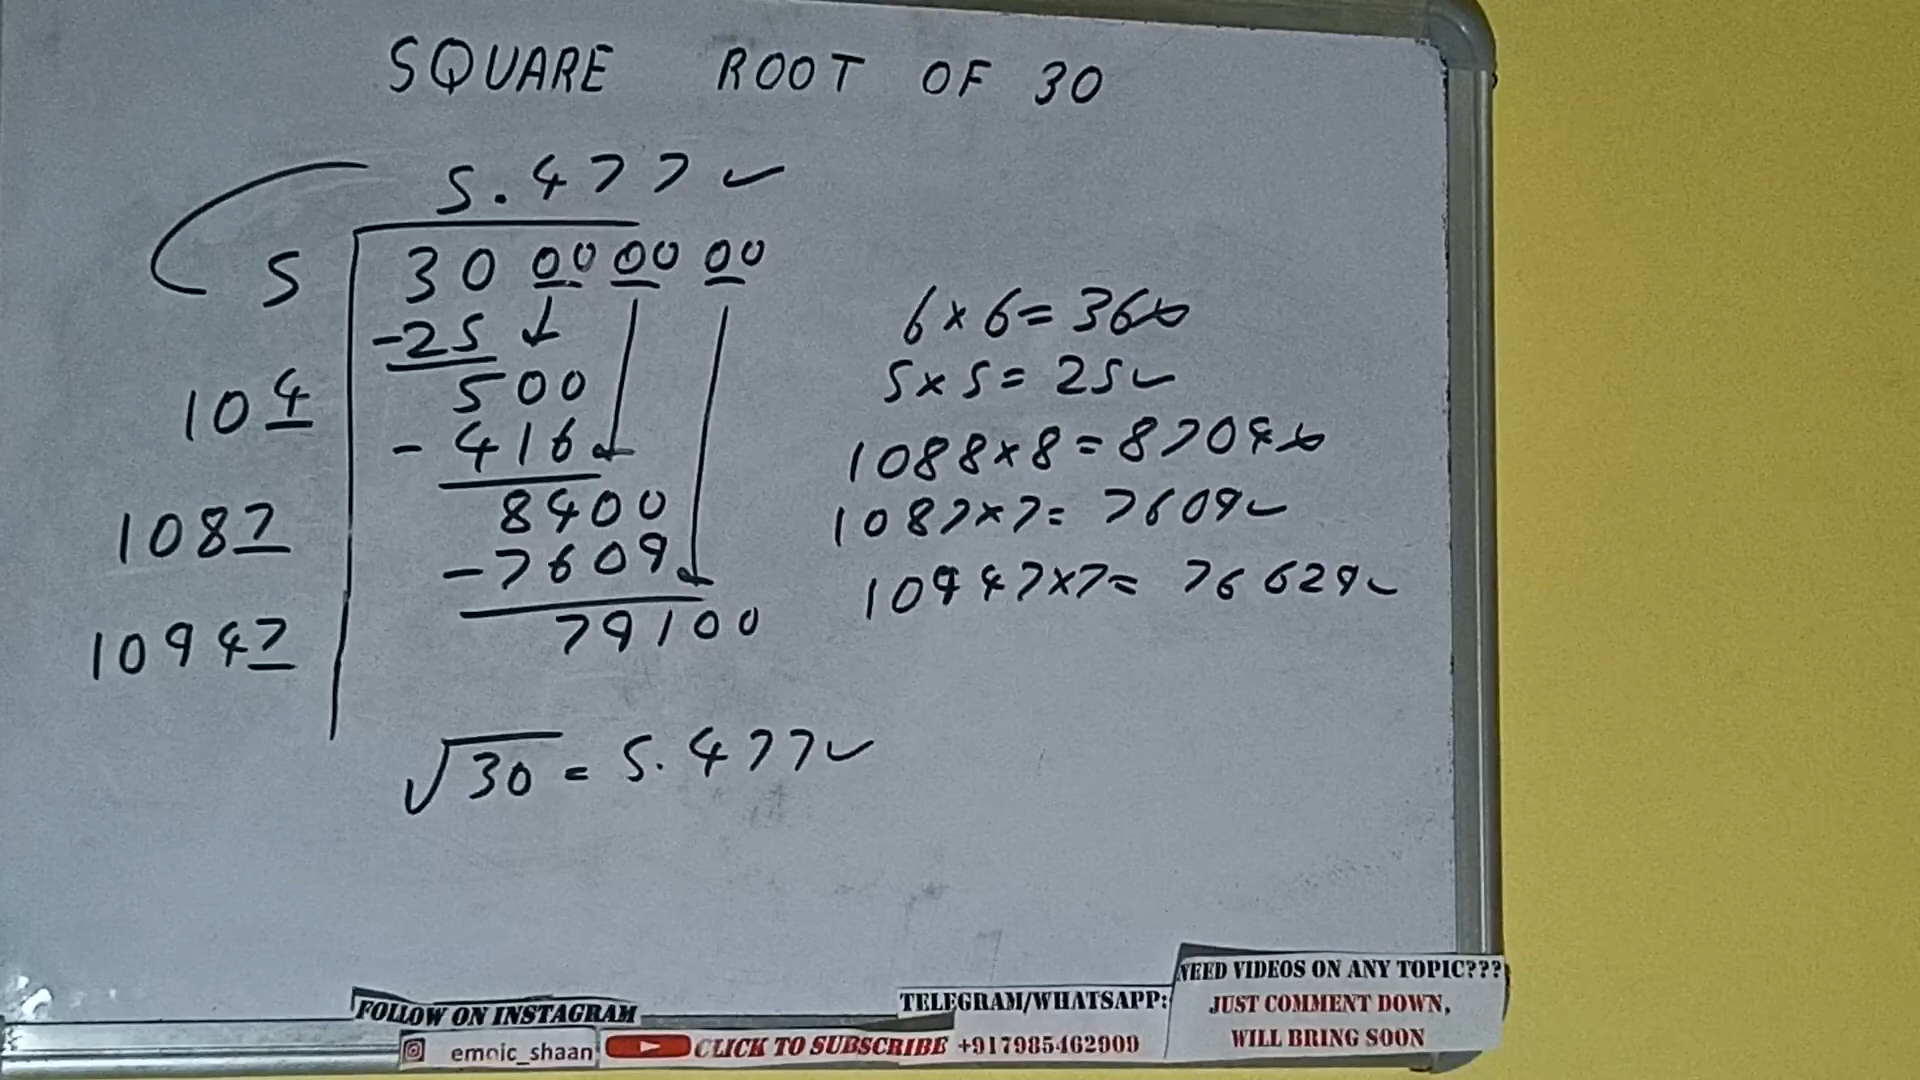 SQUARE ROOT OF 30
5.477 ✓
5 30 00 00 00
-25
104 500
- 416
1087 8400
-7609
10947 79100
√30 = 5.477 ✓
6 × 6 = 36 ×
5 × 5 = 25 ✓
1088 × 8 = 8704 ×
1087 × 7 = 7609 ✓
10947 × 7 = 76629 ✓
NEED VIDEOS ON ANY TOPIC???
JUST COMMENT DOWN,
WILL BRING SOON
FOLLOW ON INSTAGRAM
TELEGRAM/WHATSAPP:
emoic_shaan
CLICK TO SUBSCRIBE +917985462909